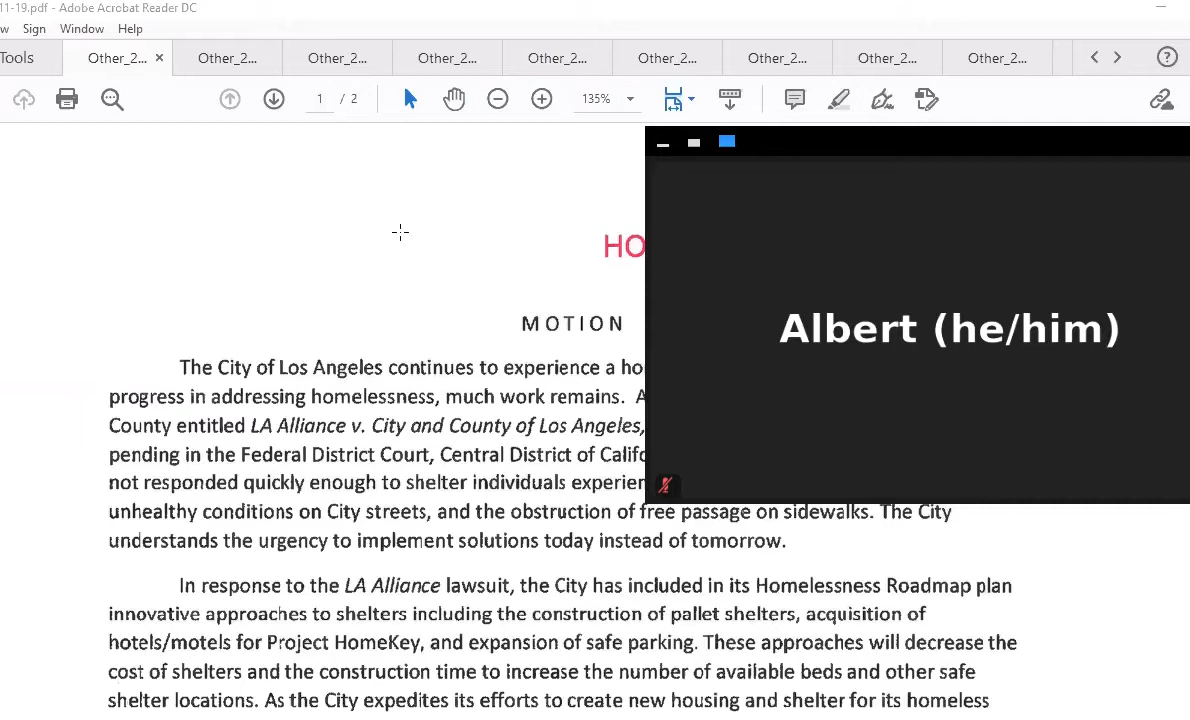 11-19.pdf - Adobe Acrobat Reader DC
w Sign Window Help
Tools Other_2... × Other_2... Other_2... Other_2... Other_2... Other_2... Other_2... Other_2... Other_2...
1 / 2 135%
HO
MOTION
The City of Los Angeles continues to experience a ho
progress in addressing homelessness, much work remains. A
County entitled LA Alliance v. City and County of Los Angeles,
pending in the Federal District Court, Central District of Califo
not responded quickly enough to shelter individuals experien
unhealthy conditions on City streets, and the obstruction of free passage on sidewalks. The City
understands the urgency to implement solutions today instead of tomorrow.
In response to the LA Alliance lawsuit, the City has included in its Homelessness Roadmap plan
innovative approaches to shelters including the construction of pallet shelters, acquisition of
hotels/motels for Project HomeKey, and expansion of safe parking. These approaches will decrease the
cost of shelters and the construction time to increase the number of available beds and other safe
shelter locations. As the City expedites its efforts to create new housing and shelter for its homeless
Albert (he/him)